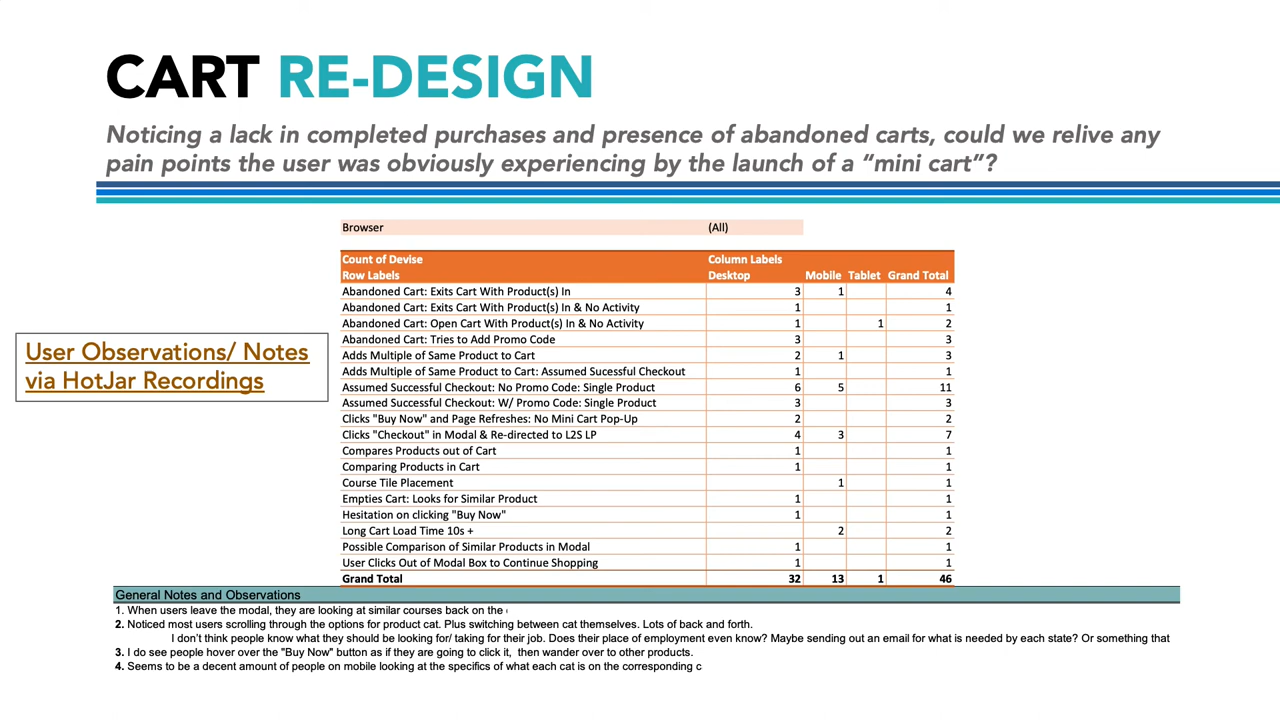 CART RE-DESIGN
Noticing a lack in completed purchases and presence of abandoned carts, could we relive any
pain points the user was obviously experiencing by the launch of a “mini cart”?
Browser (All)
Count of Devise Column Labels
Row Labels Desktop Mobile Tablet Grand Total
Abandoned Cart: Exits Cart With Product(s) In 3 1 4
Abandoned Cart: Exits Cart With Product(s) In & No Activity 1 1
Abandoned Cart: Open Cart With Product(s) In & No Activity 1 1 2
Abandoned Cart: Tries to Add Promo Code 3 3
Adds Multiple of Same Product to Cart 2 1 3
Adds Multiple of Same Product to Cart: Assumed Sucessful Checkout 1 1
Assumed Successful Checkout: No Promo Code: Single Product 6 5 11
Assumed Successful Checkout: W/ Promo Code: Single Product 3 3
Clicks "Buy Now" and Page Refreshes: No Mini Cart Pop-Up 2 2
Clicks "Checkout" in Modal & Re-directed to L2S LP 4 3 7
Compares Products out of Cart 1 1
Comparing Products in Cart 1 1
Course Tile Placement 1 1
Empties Cart: Looks for Similar Product 1 1
Hesitation on clicking "Buy Now" 1 1
Long Cart Load Time 10s + 2 2
Possible Comparison of Similar Products in Modal 1 1
User Clicks Out of Modal Box to Continue Shopping 1 1
Grand Total 32 13 1 46
User Observations/ Notes
via HotJar Recordings
General Notes and Observations
1. When users leave the modal, they are looking at similar courses back on the
2. Noticed most users scrolling through the options for product cat. Plus switching between cat themselves. Lots of back and forth.
I don’t think people know what they should be looking for/ taking for their job. Does their place of employment even know? Maybe sending out an email for what is needed by each state? Or something that
3. I do see people hover over the "Buy Now" button as if they are going to click it, then wander over to other products.
4. Seems to be a decent amount of people on mobile looking at the specifics of what each cat is on the corresponding c